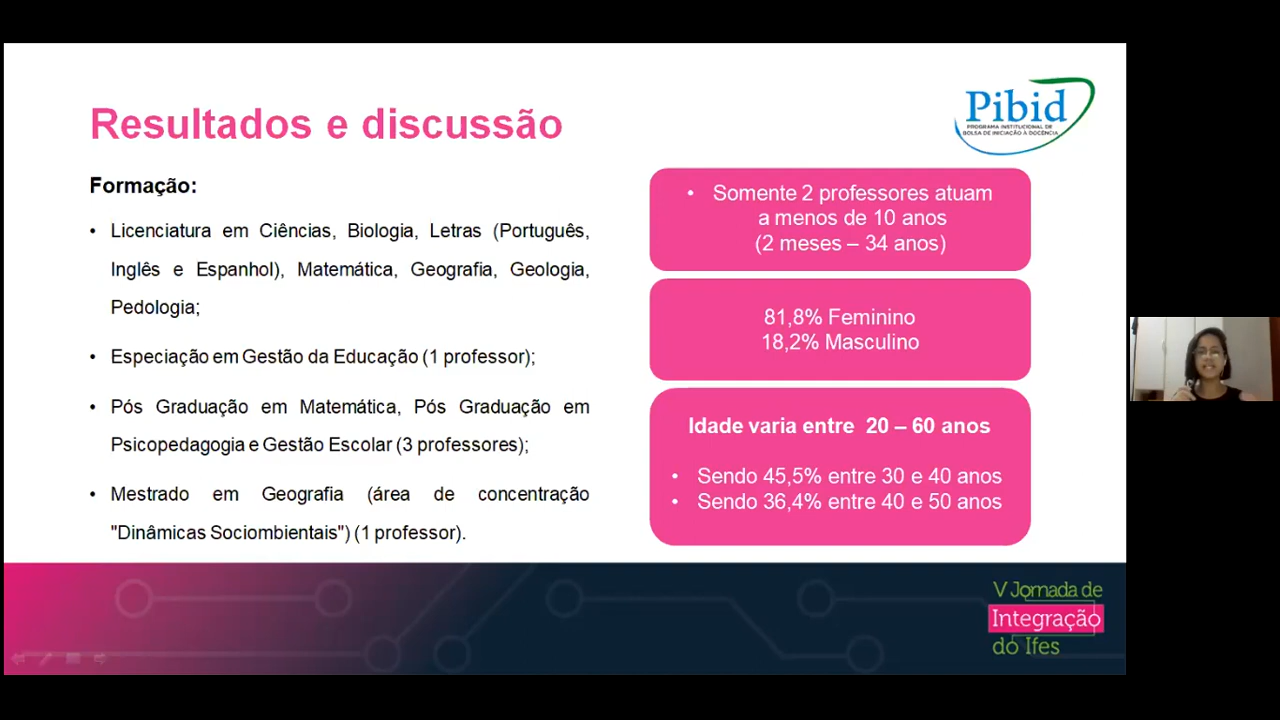 Resultados e discussão
Pibid
PROGRAMA INSTITUCIONAL DE
BOLSA DE INICIAÇÃO À DOCÊNCIA
Formação:
• Licenciatura em Ciências, Biologia, Letras (Português,
Inglês e Espanhol), Matemática, Geografia, Geologia,
Pedologia;
• Especiação em Gestão da Educação (1 professor);
• Pós Graduação em Matemática, Pós Graduação em
Psicopedagogia e Gestão Escolar (3 professores);
• Mestrado em Geografia (área de concentração
"Dinâmicas Sociombientais") (1 professor).
• Somente 2 professores atuam
a menos de 10 anos
(2 meses – 34 anos)
81,8% Feminino
18,2% Masculino
Idade varia entre 20 – 60 anos
• Sendo 45,5% entre 30 e 40 anos
• Sendo 36,4% entre 40 e 50 anos
V Jornada de
Integração
do Ifes